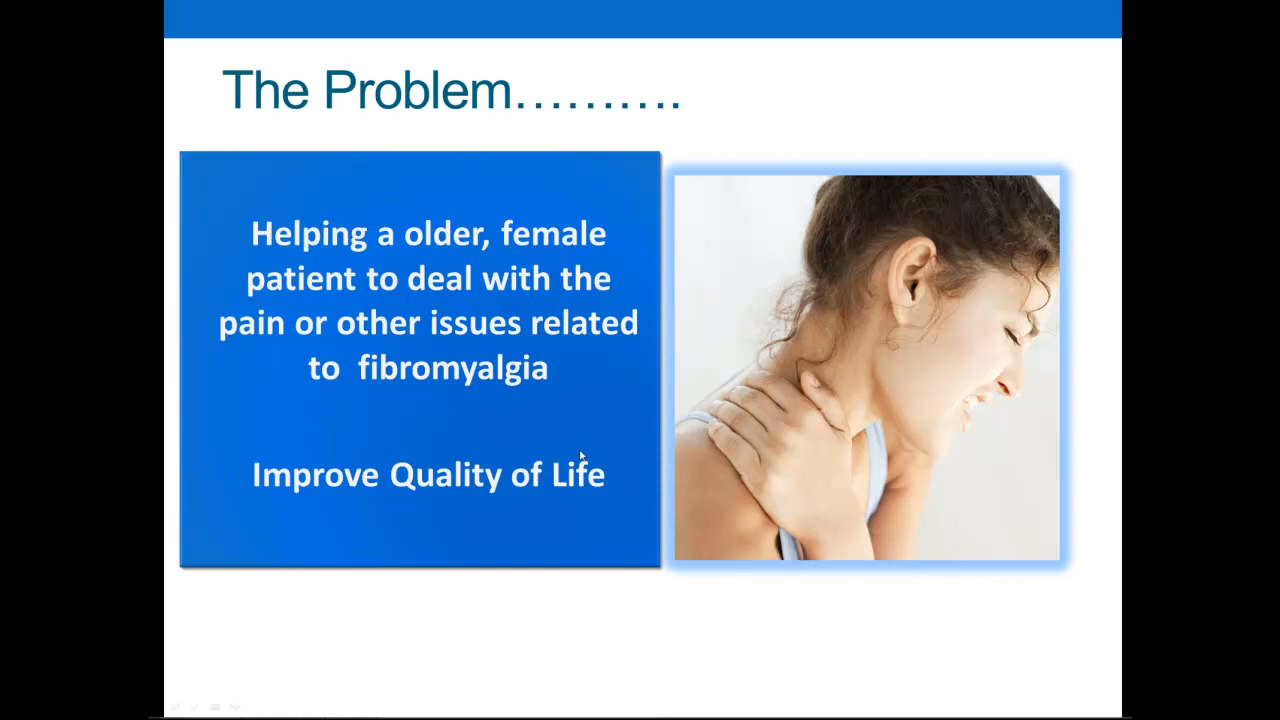 The Problem……….
Helping a older, female
patient to deal with the
pain or other issues related
to  fibromyalgia
Improve Quality of Life